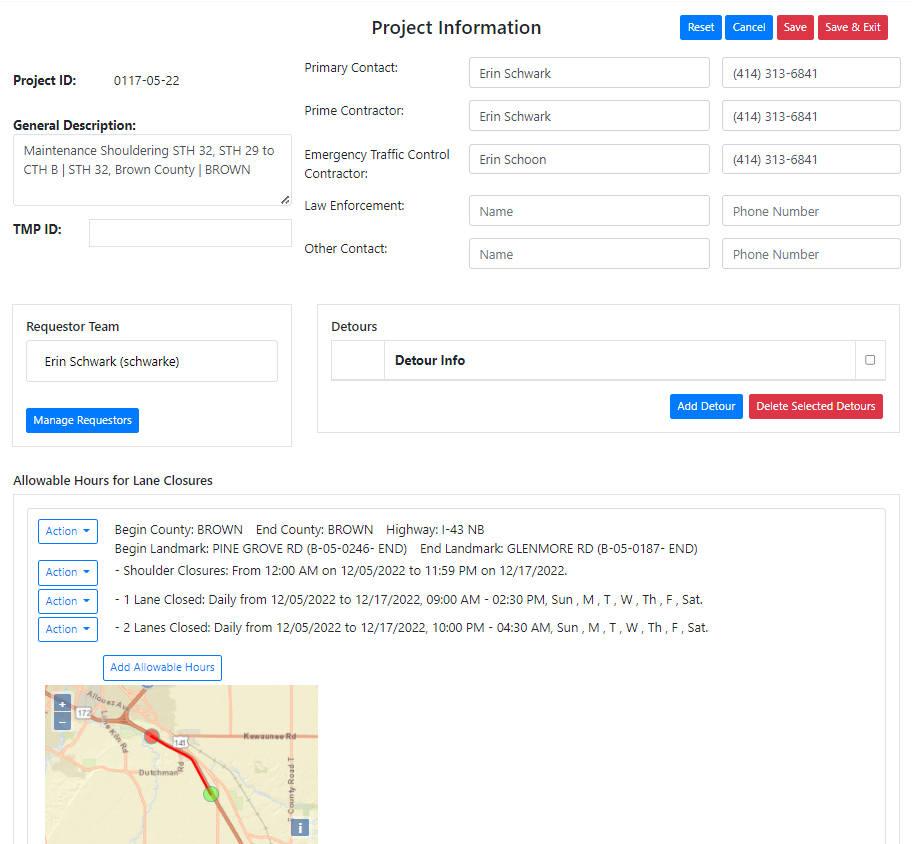 Project Information
Reset Cancel Save Save & Exit
Project ID: 0117-05-22
General Description:
Maintenance Shouldering STH 32, STH 29 to
CTH B | STH 32, Brown County | BROWN
TMP ID:
Primary Contact: Erin Schwark (414) 313-6841
Prime Contractor: Erin Schwark (414) 313-6841
Emergency Traffic Control
Contractor: Erin Schoon (414) 313-6841
Law Enforcement: Name Phone Number
Other Contact: Name Phone Number
Requestor Team
Erin Schwark (schwarke)
Manage Requestors
Detours
Detour Info
Add Detour Delete Selected Detours
Allowable Hours for Lane Closures
Action Begin County: BROWN End County: BROWN Highway: I-43 NB
Begin Landmark: PINE GROVE RD (B-05-0246- END) End Landmark: GLENMORE RD (B-05-0187- END)
Action - Shoulder Closures: From 12:00 AM on 12/05/2022 to 11:59 PM on 12/17/2022.
Action - 1 Lane Closed: Daily from 12/05/2022 to 12/17/2022, 09:00 AM - 02:30 PM, Sun , M , T , W , Th , F , Sat.
Action - 2 Lanes Closed: Daily from 12/05/2022 to 12/17/2022, 10:00 PM - 04:30 AM, Sun , M , T , W , Th , F , Sat.
Add Allowable Hours
+
−
Allouez Ave
172
Lime Kiln Rd
141
Kewaunee Rd
Dutchman Rd
County Road T
i